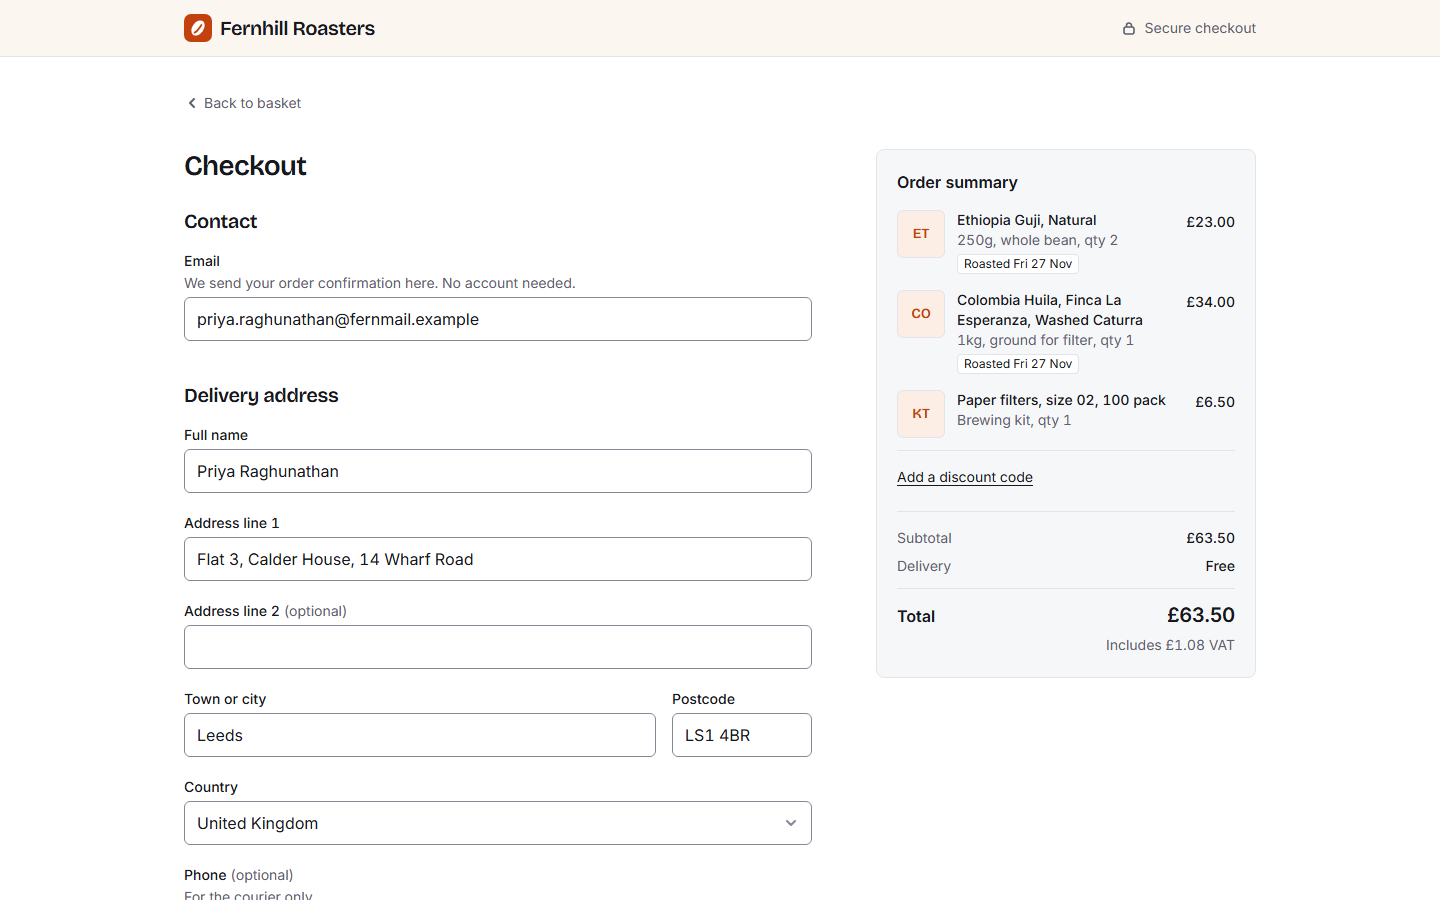 Fernhill Roasters
Secure checkout
Back to basket
Checkout
Contact
Email
We send your order confirmation here. No account needed.
priya.raghunathan@fernmail.example
Delivery address
Full name
Priya Raghunathan
Address line 1
Flat 3, Calder House, 14 Wharf Road
Address line 2 (optional)
Town or city
Postcode
Leeds
LS1 4BR
Country
United Kingdom
Phone (optional)
For the courier only
Order summary
ET
Ethiopia Guji, Natural
£23.00
250g, whole bean, qty 2
Roasted Fri 27 Nov
CO
Colombia Huila, Finca La
Esperanza, Washed Caturra
£34.00
1kg, ground for filter, qty 1
Roasted Fri 27 Nov
KT
Paper filters, size 02, 100 pack
£6.50
Brewing kit, qty 1
Add a discount code
Subtotal
£63.50
Delivery
Free
Total
£63.50
Includes £1.08 VAT